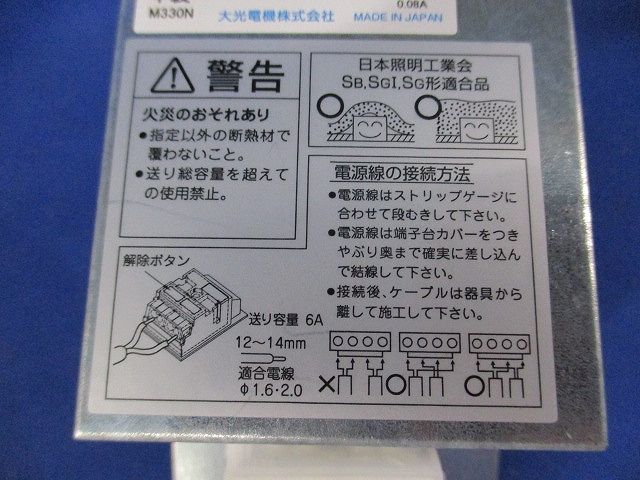 M330N
大光電機株式会社
0.08A
MADE IN JAPAN
警告
火災のおそれあり
●指定以外の断熱材で
覆わないこと。
●送り総容量を超えて
の使用禁止。
日本照明工業会
SB,SGI,SG形適合品
電源線の接続方法
●電源線はストリップゲージに
合わせて段むきして下さい。
●電源線は端子台カバーをつき
やぶり奥まで確実に差し込ん
で結線して下さい。
●接続後、ケーブルは器具から
離して施工して下さい。
解除ボタン
送り容量 6A
12～14mm
適合電線
φ1.6・2.0